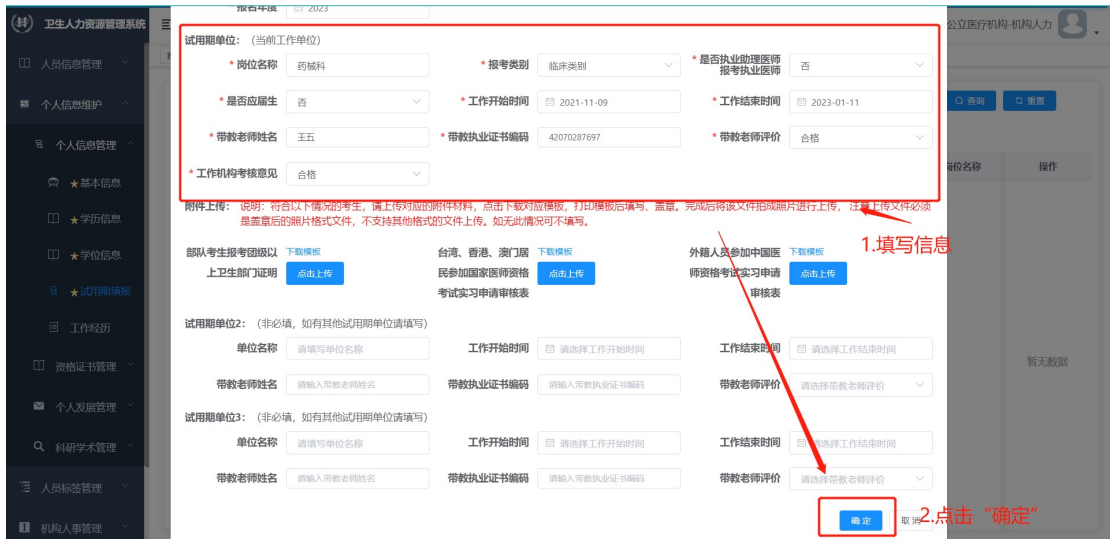 卫生人力资源管理系统
公立医疗机构-机构人力
人员信息管理
个人信息维护
个人信息管理
★基本信息
★学历信息
★学位信息
★试用期填报
工作经历
资格证书管理
个人发展管理
科研学术管理
人员标签管理
机构人事管理
* 报名年度 2023
试用期单位：（当前工作单位）
* 岗位名称 药械科 * 报考类别 临床类别 * 是否执业助理医师报考执业医师 否
* 是否应届生 否 * 工作开始时间 2021-11-09 * 工作结束时间 2023-01-11
* 带教老师姓名 王五 * 带教执业证书编码 42070287697 * 带教老师评价 合格
* 工作机构考核意见 合格
附件上传： 说明：符合以下情况的考生，请上传对应的附件材料，点击下载对应模板，打印模板后填写、盖章。完成后将该文件拍成照片进行上传， 注意上传文件必须
是盖章后的照片格式文件，不支持其他格式的文件上传。如无此情况可不填写。
1.填写信息
部队考生报考团级以 下载模板 台湾、香港、澳门居 下载模板 外籍人员参加中国医 下载模板
上卫生部门证明 点击上传 民参加国家医师资格 点击上传 师资格考试实习申请 点击上传
考试实习申请审核表 审核表
试用期单位2：（非必填，如有其他试用期单位请填写）
单位名称 请填写单位名称 工作开始时间 请选择工作开始时间 工作结束时间 请选择工作结束时间
带教老师姓名 请输入带教老师姓名 带教执业证书编码 请输入带教执业证书编码 带教老师评价 请选择带教老师评价
试用期单位3：（非必填，如有其他试用期单位请填写）
单位名称 请填写单位名称 工作开始时间 请选择工作开始时间 工作结束时间 请选择工作结束时间
带教老师姓名 请输入带教老师姓名 带教执业证书编码 请输入带教执业证书编码 带教老师评价 请选择带教老师评价
确 定 取 消
2.点击“确定”
查询 重置
岗位名称 操作
暂无数据